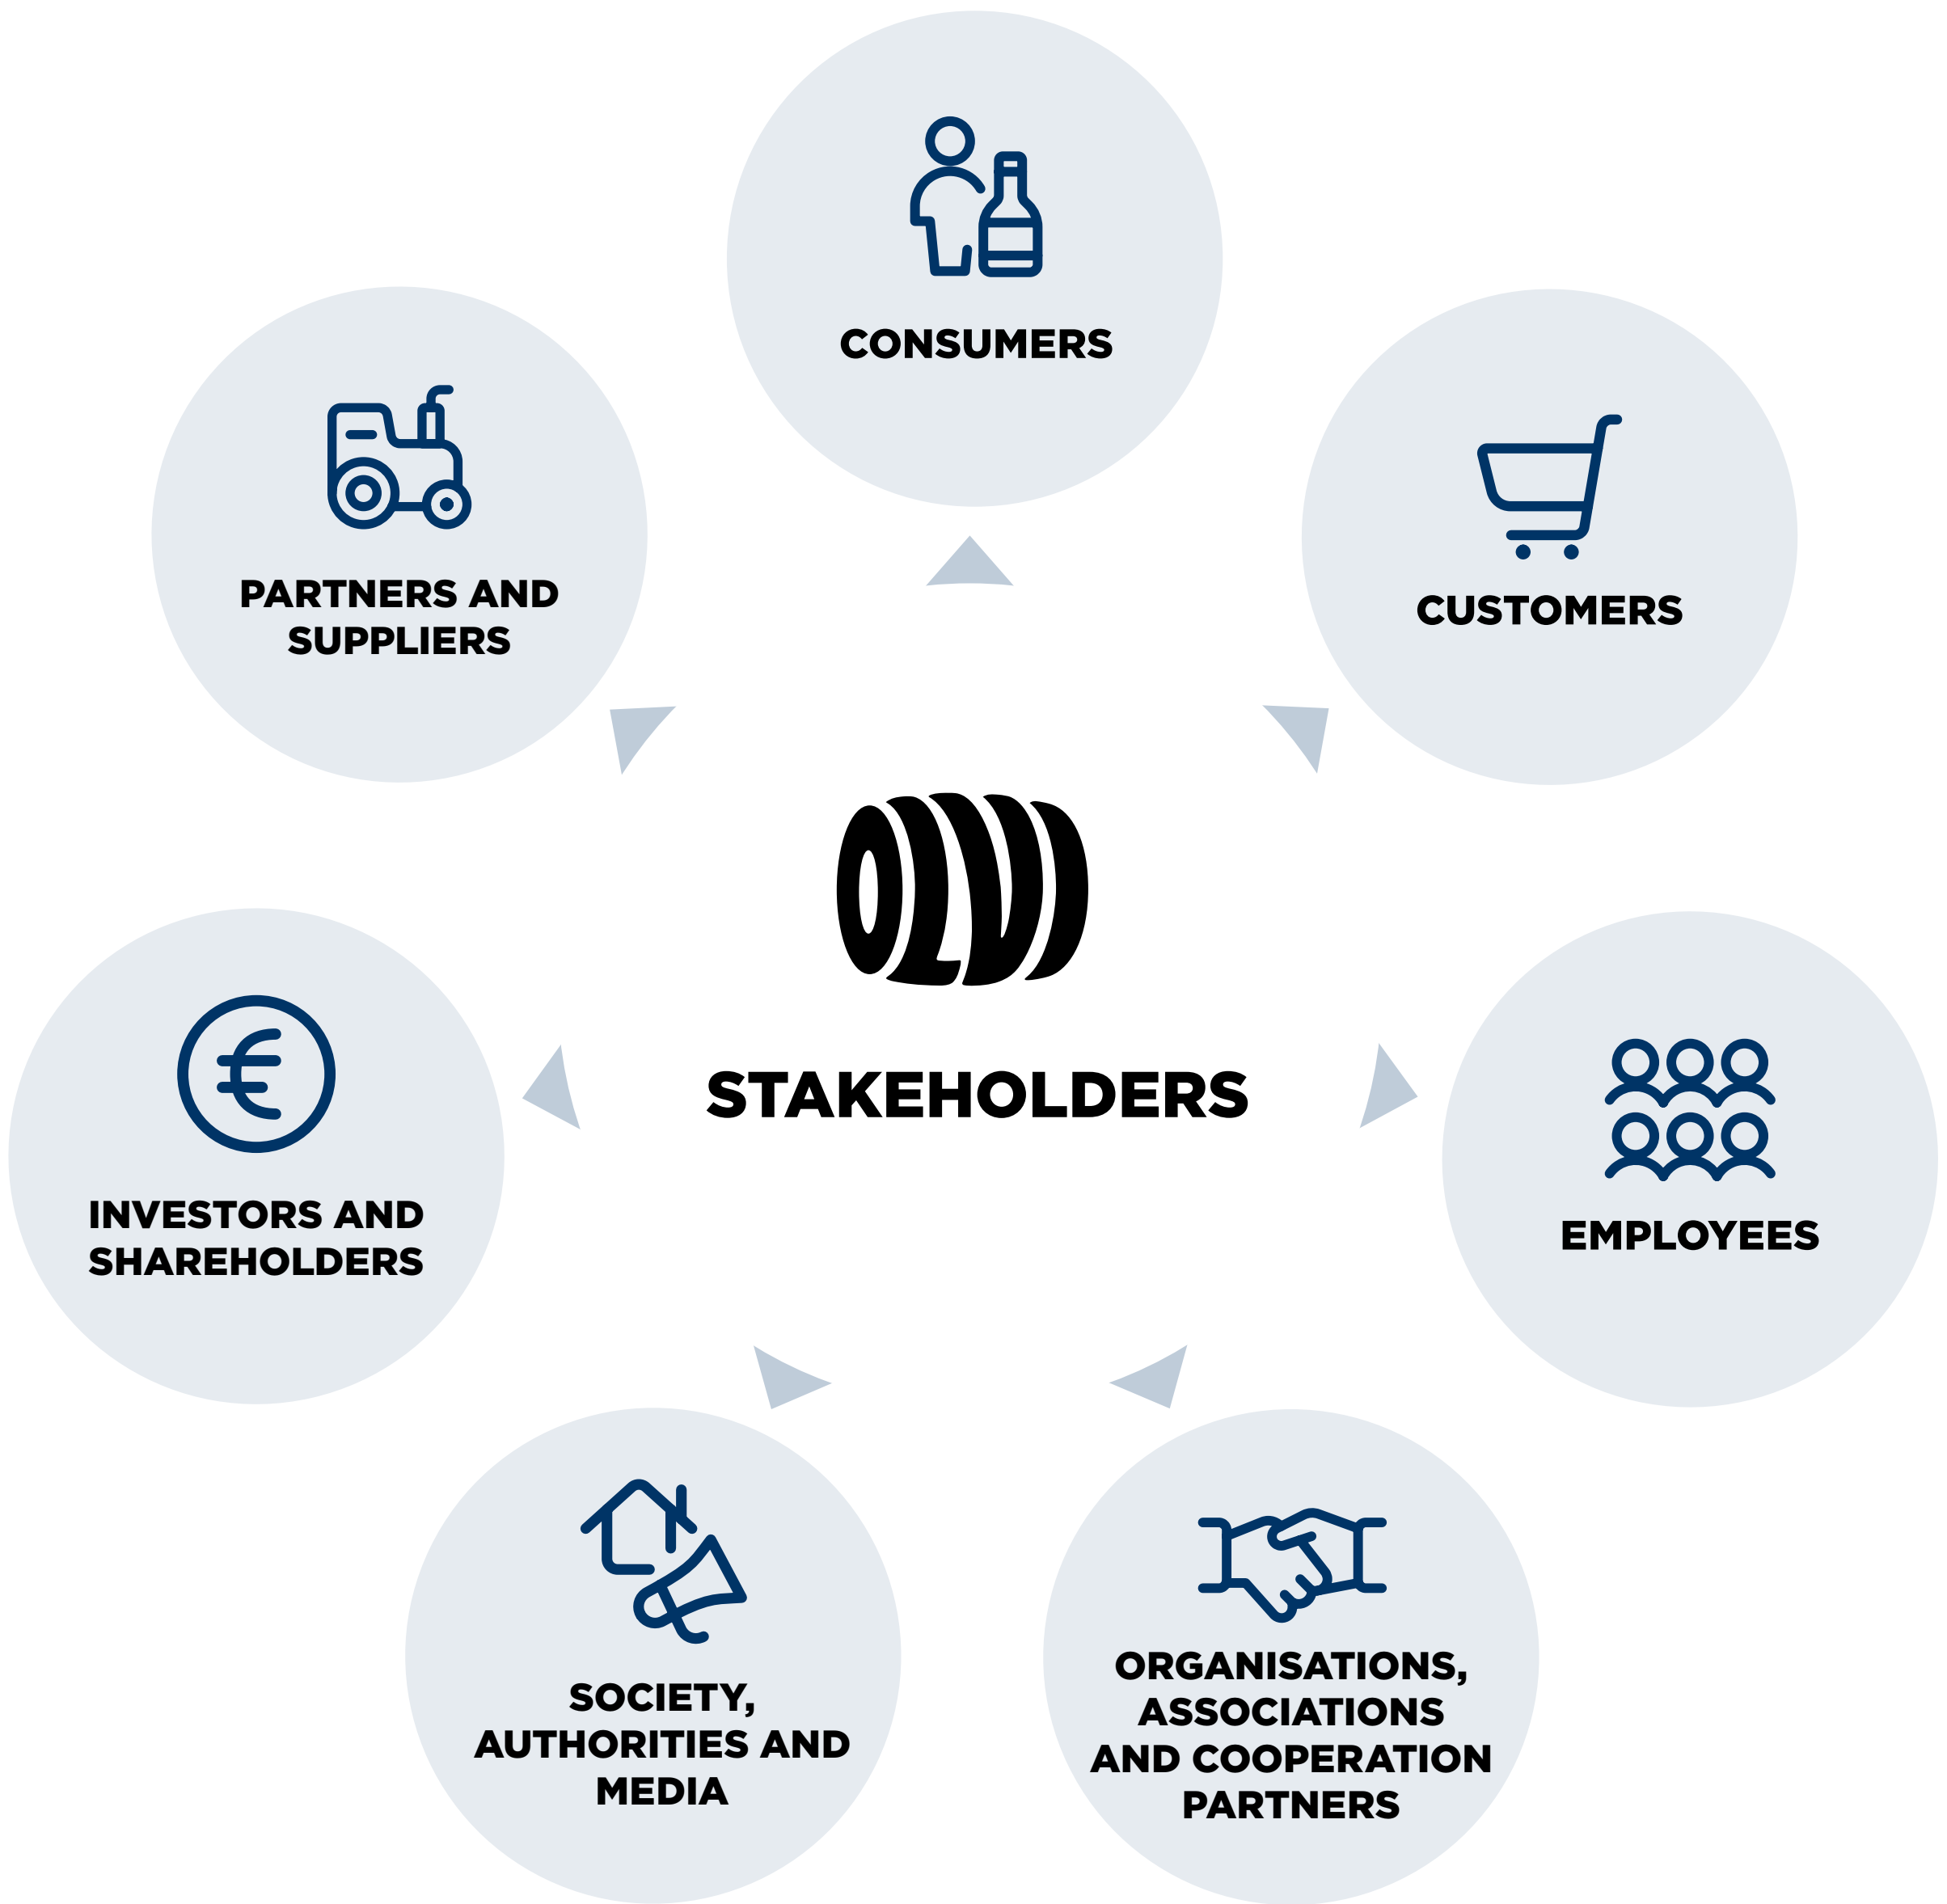 CONSUMERS
CUSTOMERS
EMPLOYEES
ORGANISATIONS,
ASSOCIATIONS
AND COOPERATION
PARTNERS
SOCIETY,
AUTHORITIES AND
MEDIA
INVESTORS AND
SHAREHOLDERS
PARTNERS AND
SUPPLIERS
OLVI
STAKEHOLDERS